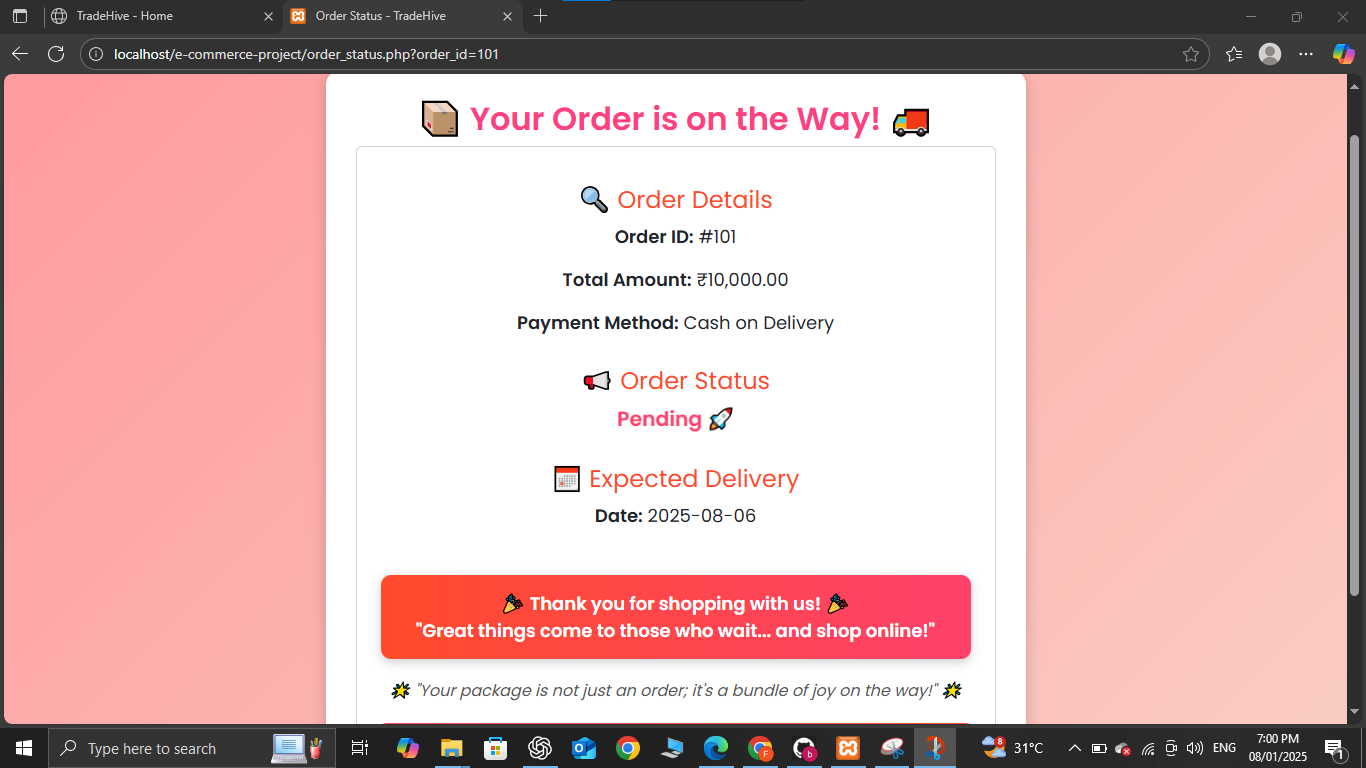 TradeHive - Home
Order Status - TradeHive
localhost/e-commerce-project/order_status.php?order_id=101
Your Order is on the Way!
Order Details
Order ID: #101
Total Amount: ₹10,000.00
Payment Method: Cash on Delivery
Order Status
Pending
Expected Delivery
Date: 2025-08-06
Thank you for shopping with us!
"Great things come to those who wait... and shop online!"
"Your package is not just an order; it's a bundle of joy on the way!"
Type here to search
8
31°C
ENG
7:00 PM
08/01/2025
1